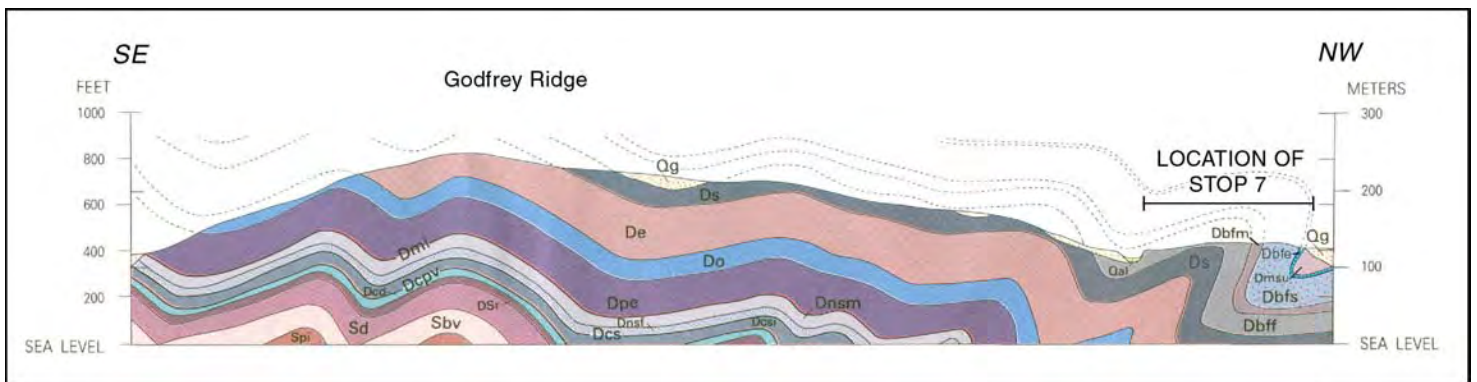 SE
NW
FEET
Godfrey Ridge
METERS
1000
300
800
LOCATION OF
STOP 7
Qg
Ds
200
600
De
Dbfm
Qg
400
Dml
Do
Qal
Ds
Dbfe
Dmsu
100
Dcd
Dcpv
Dpe
Dnsm
Dbfs
200
DSr
Dnsf
Dcsi
Dbff
Spi
Sd
Sbv
Dcs
SEA LEVEL
SEA LEVEL